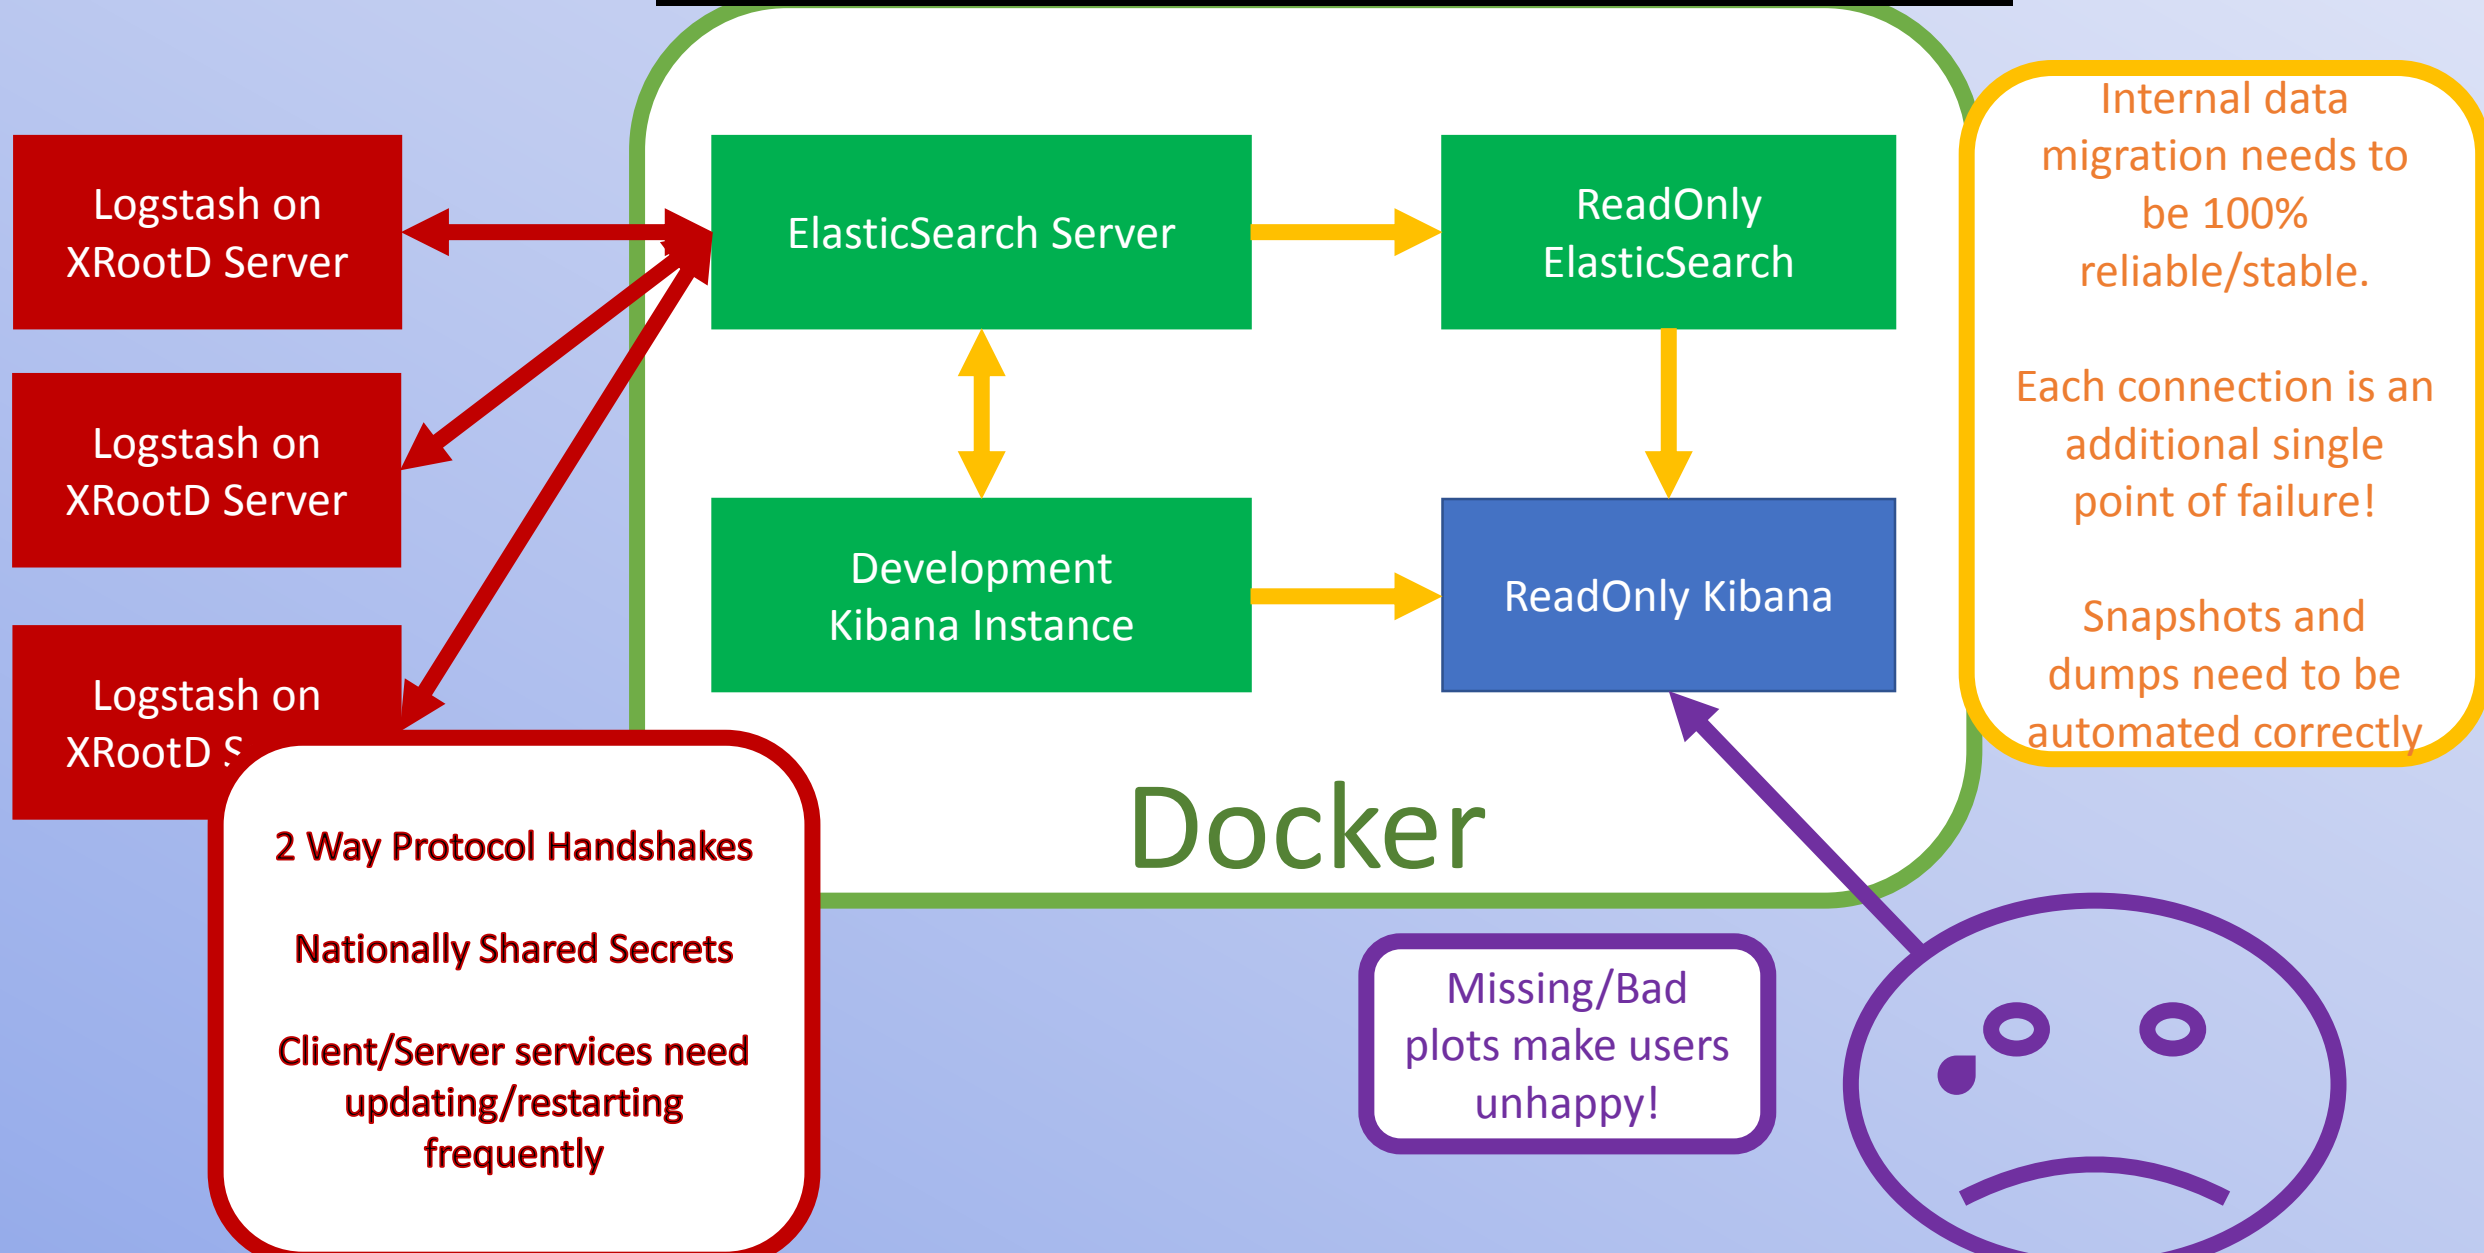 Logstash on
XRootD Server
ElasticSearch Server
ReadOnly
ElasticSearch
Internal data
migration needs to
be 100%
reliable/stable.
Each connection is an
additional single
point of failure!
Snapshots and
dumps need to be
automated correctly
Logstash on
XRootD Server
Development
Kibana Instance
ReadOnly Kibana
Logstash on
XRootD
Docker
2 Way Protocol Handshakes
Nationally Shared Secrets
Client/Server services need
updating/restarting
frequently
Missing/Bad
plots make users
unhappy!